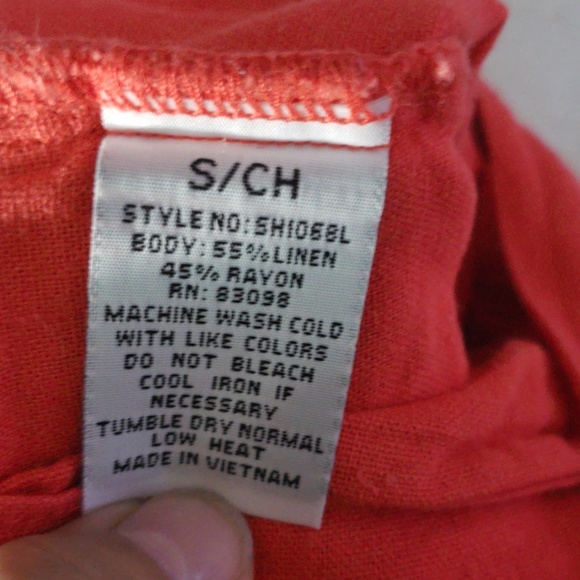 S/CH
STYLE NO: SH1068L
BODY: 55% LINEN
45% RAYON
RN: 83098
MACHINE WASH COLD
WITH LIKE COLORS
DO NOT BLEACH
COOL IRON IF
NECESSARY
TUMBLE DRY NORMAL
LOW HEAT
MADE IN VIETNAM